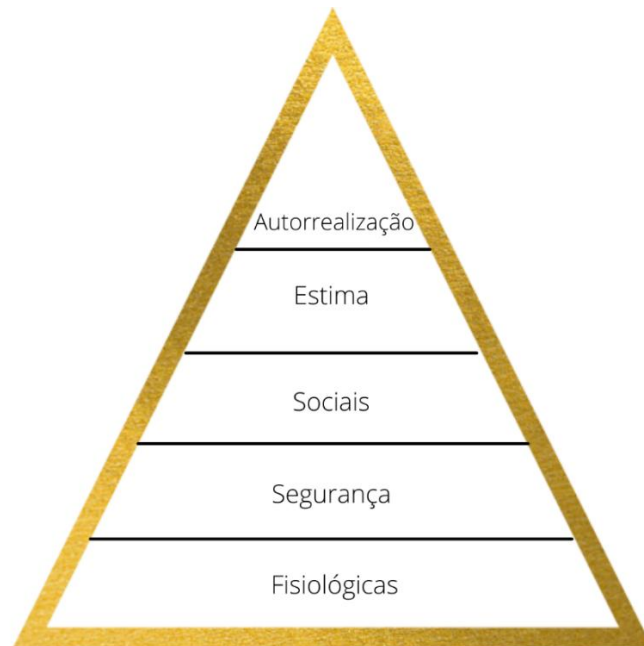 Autorrealização
Estima
Sociais
Segurança
Fisiológicas